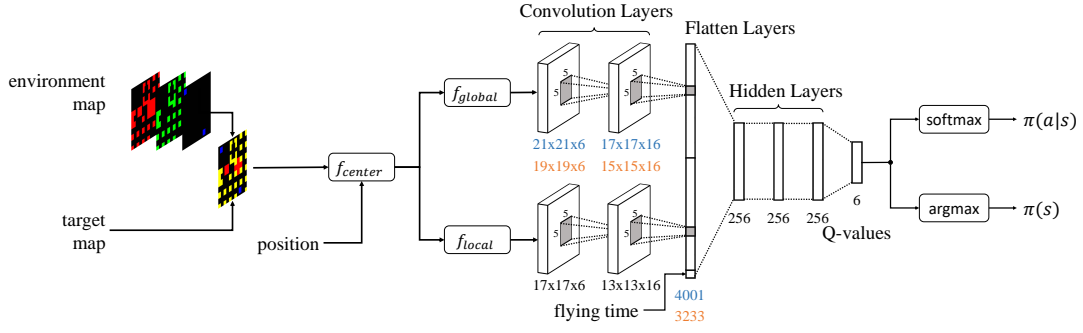 Convolution Layers
Flatten Layers
environment
map
5
5
5
5
f_global
21x21x6
17x17x16
19x19x6
15x15x16
Hidden Layers
softmax
π(a|s)
f_center
target
map
position
5
5
5
5
f_local
17x17x6
13x13x16
256
256
256
6
Q-values
argmax
π(s)
flying time
4001
3233